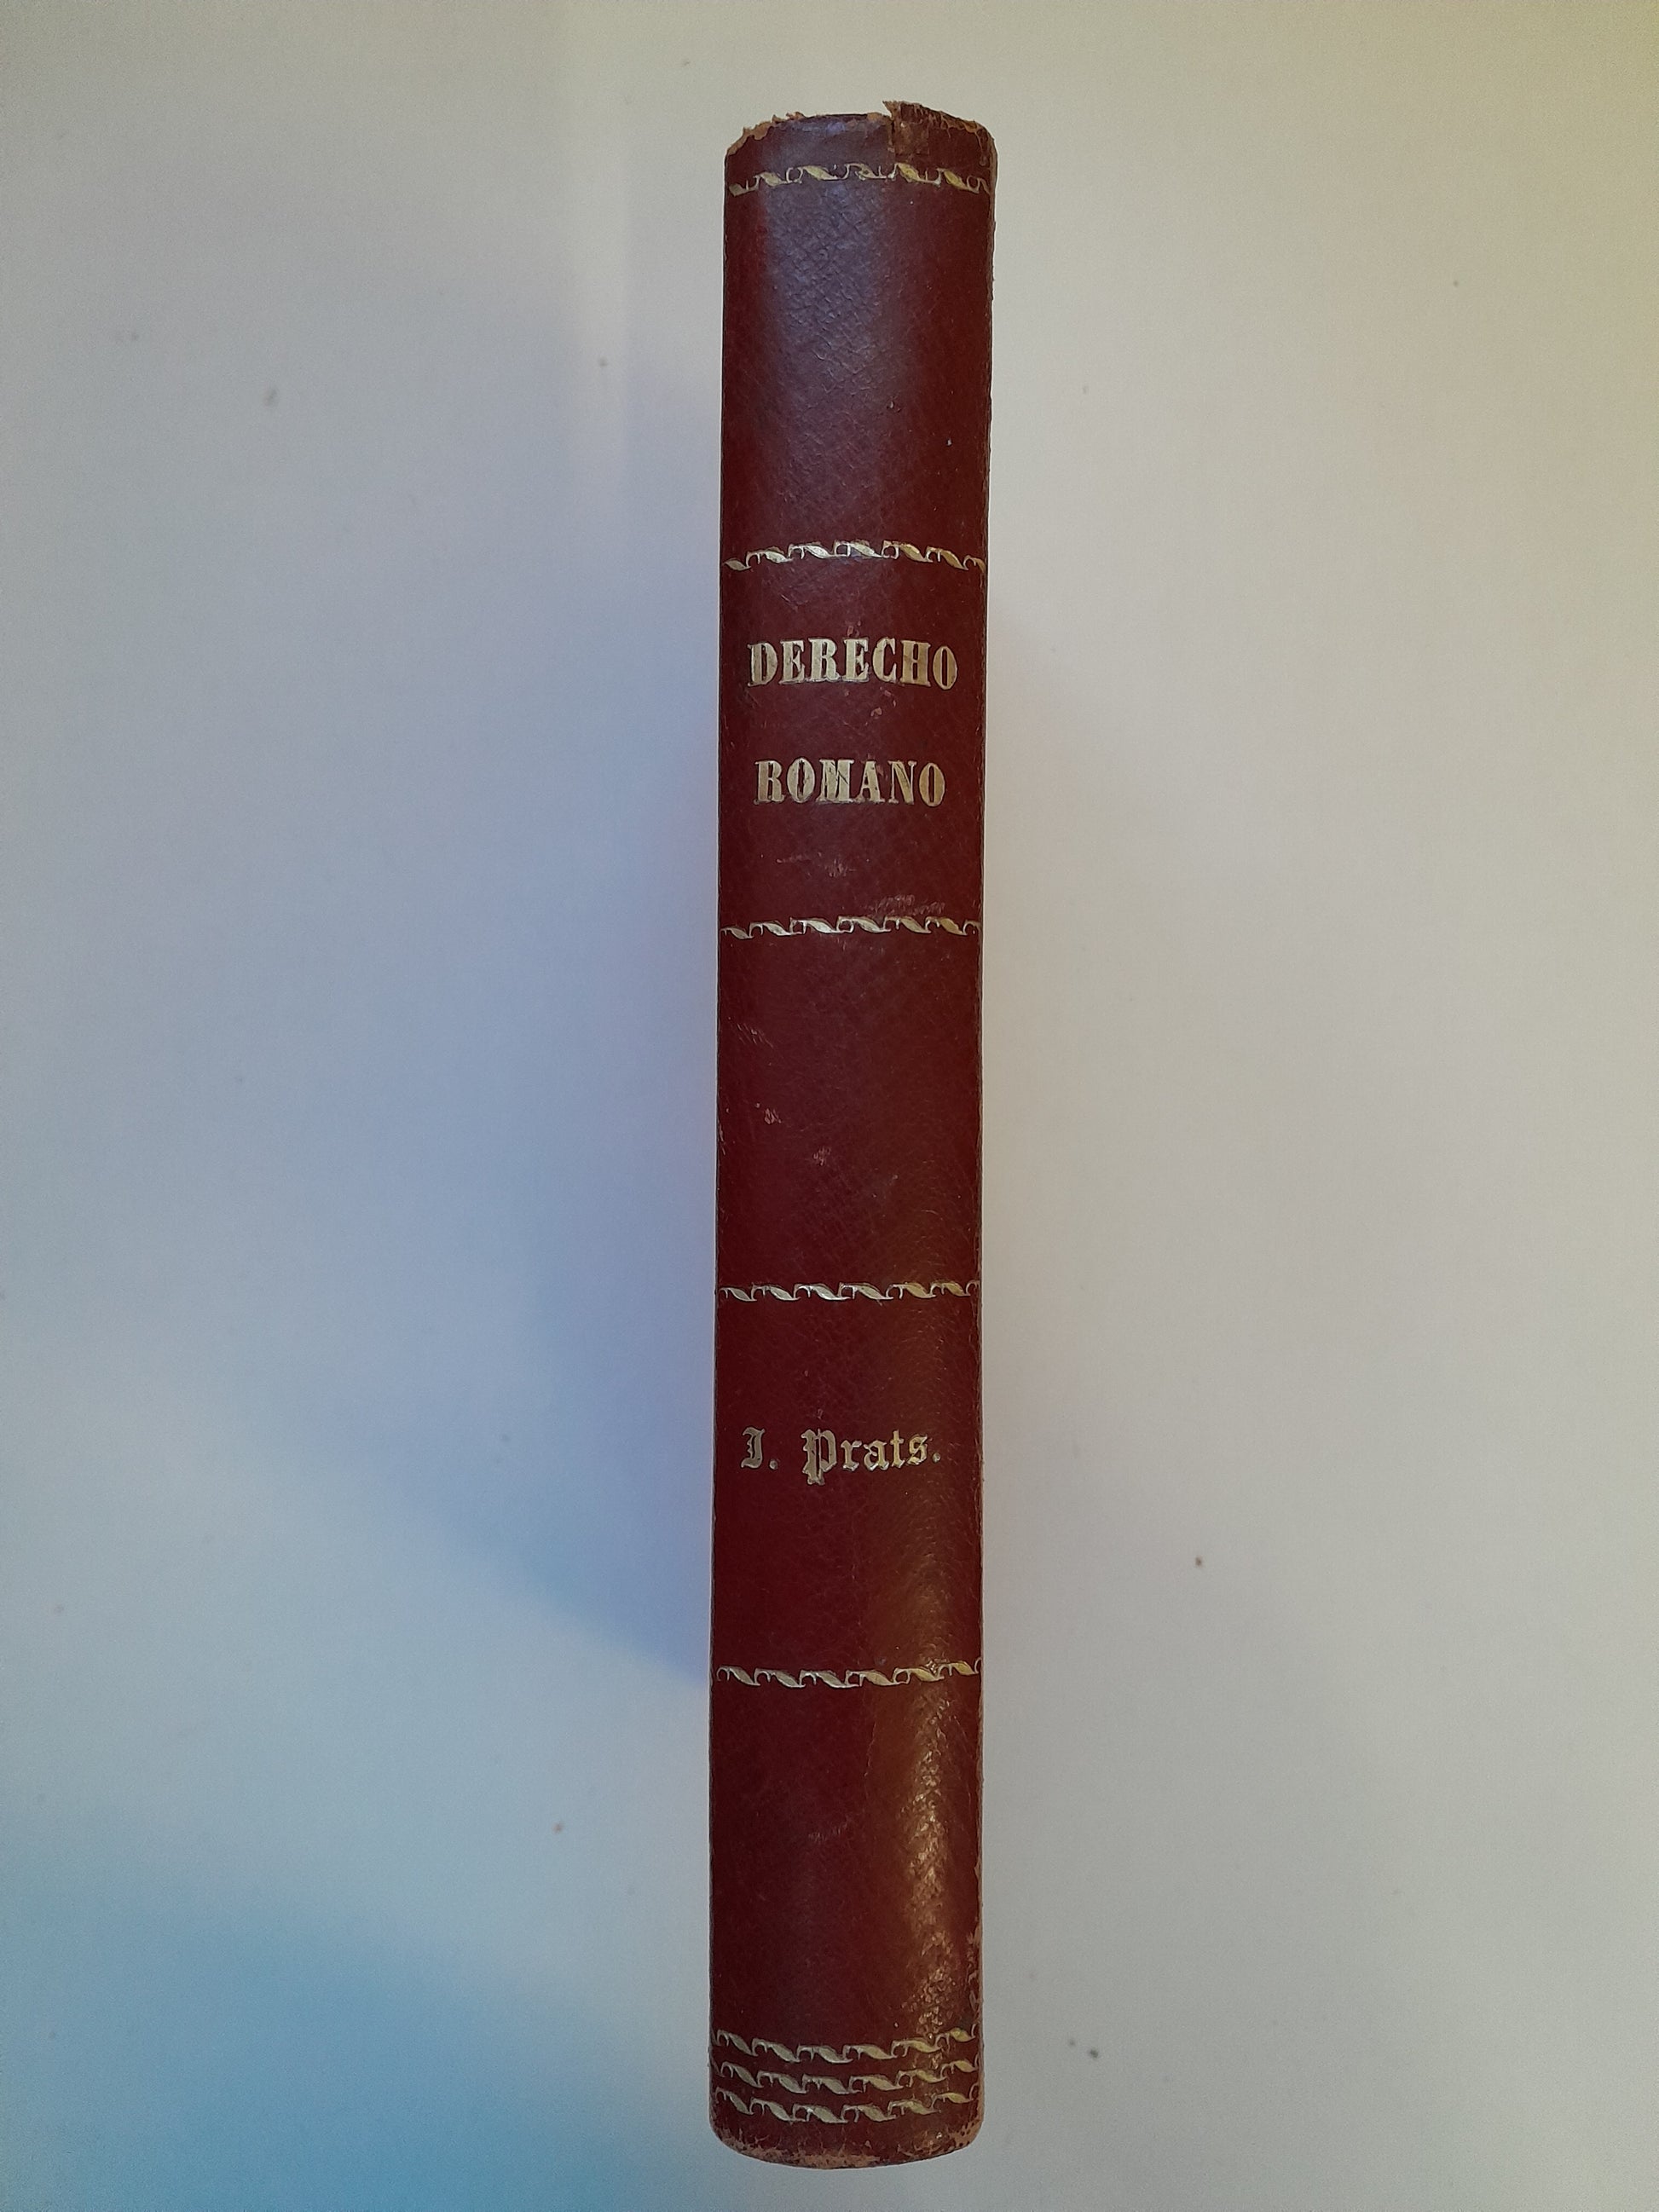 DERECHO
ROMANO
J. Prats.